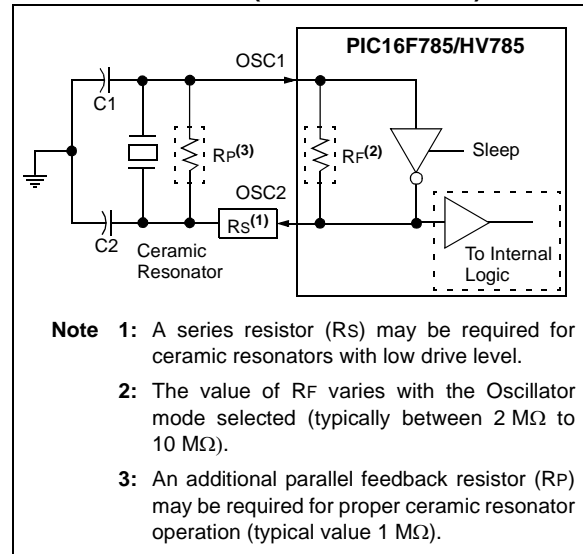 PIC16F785/HV785
OSC1
C1
RP(3)
RF(2)
Sleep
OSC2
RS(1)
C2
Ceramic
Resonator
To Internal
Logic
Note 1: A series resistor (RS) may be required for
ceramic resonators with low drive level.
2: The value of RF varies with the Oscillator
mode selected (typically between 2 MΩ to
10 MΩ).
3: An additional parallel feedback resistor (RP)
may be required for proper ceramic resonator
operation (typical value 1 MΩ).